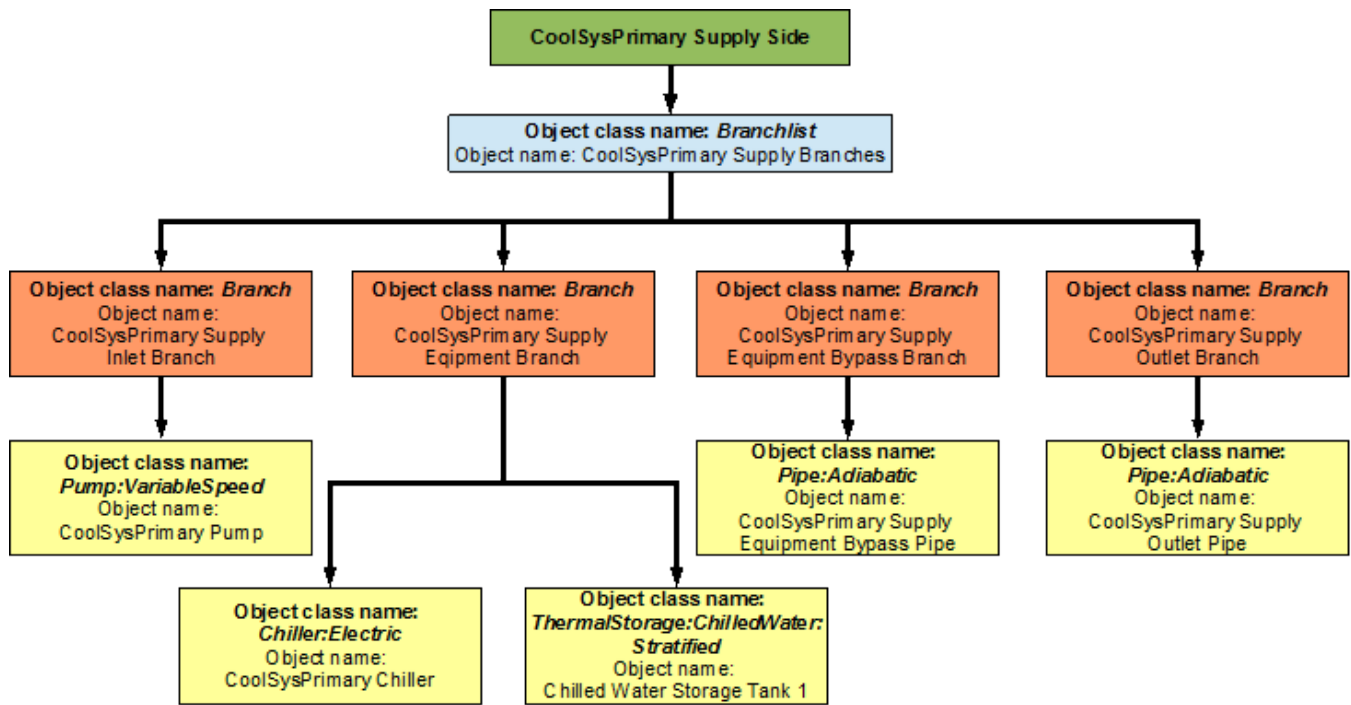 CoolSysPrimary Supply Side
Object class name: Branchlist
Object name: CoolSysPrimary Supply Branches
Object class name: Branch
Object name:
CoolSysPrimary Supply
Inlet Branch
Object class name: Branch
Object name:
CoolSysPrimary Supply
Eqipment Branch
Object class name: Branch
Object name:
CoolSysPrimary Supply
Equipment Bypass Branch
Object class name: Branch
Object name:
CoolSysPrimary Supply
Outlet Branch
Object class name:
Pump:VariableSpeed
Object name:
CoolSysPrimary Pump
Object class name:
Pipe:Adiabatic
Object name:
CoolSysPrimary Supply
Equipment Bypass Pipe
Object class name:
Pipe:Adiabatic
Object name:
CoolSysPrimary Supply
Outlet Pipe
Object class name:
Chiller:Electric
Object name:
CoolSysPrimary Chiller
Object class name:
ThermalStorage:ChilledWater:
Stratified
Object name:
Chilled Water Storage Tank 1